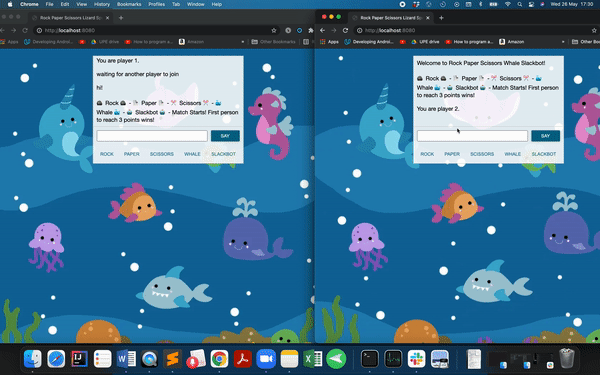 Chrome File Edit View History Bookmarks Profiles Tab Window Help
Wed 26 May 17:30
Rock Paper Scissors Lizard S
http://localhost:8080
Developing Androi...
UPE drive
How to program a...
Amazon
Other Bookmarks
You are player 1.
waiting for another player to join
hi!
Rock - Paper - Scissors -
Whale - Slackbot - Match Starts! First person
to reach 3 points wins!
SAY
ROCK PAPER SCISSORS WHALE SLACKBOT
Rock Paper Scissors Lizard S
http://localhost:8080
Apps
Developing Androi...
UPE drive
How to program a...
Amazon
Other Bookmarks
Welcome to Rock Paper Scissors Whale Slackbot!
Rock - Paper - Scissors -
Whale - Slackbot - Match Starts! First person
to reach 3 points wins!
You are player 2.
SAY
ROCK PAPER SCISSORS WHALE SLACKBOT